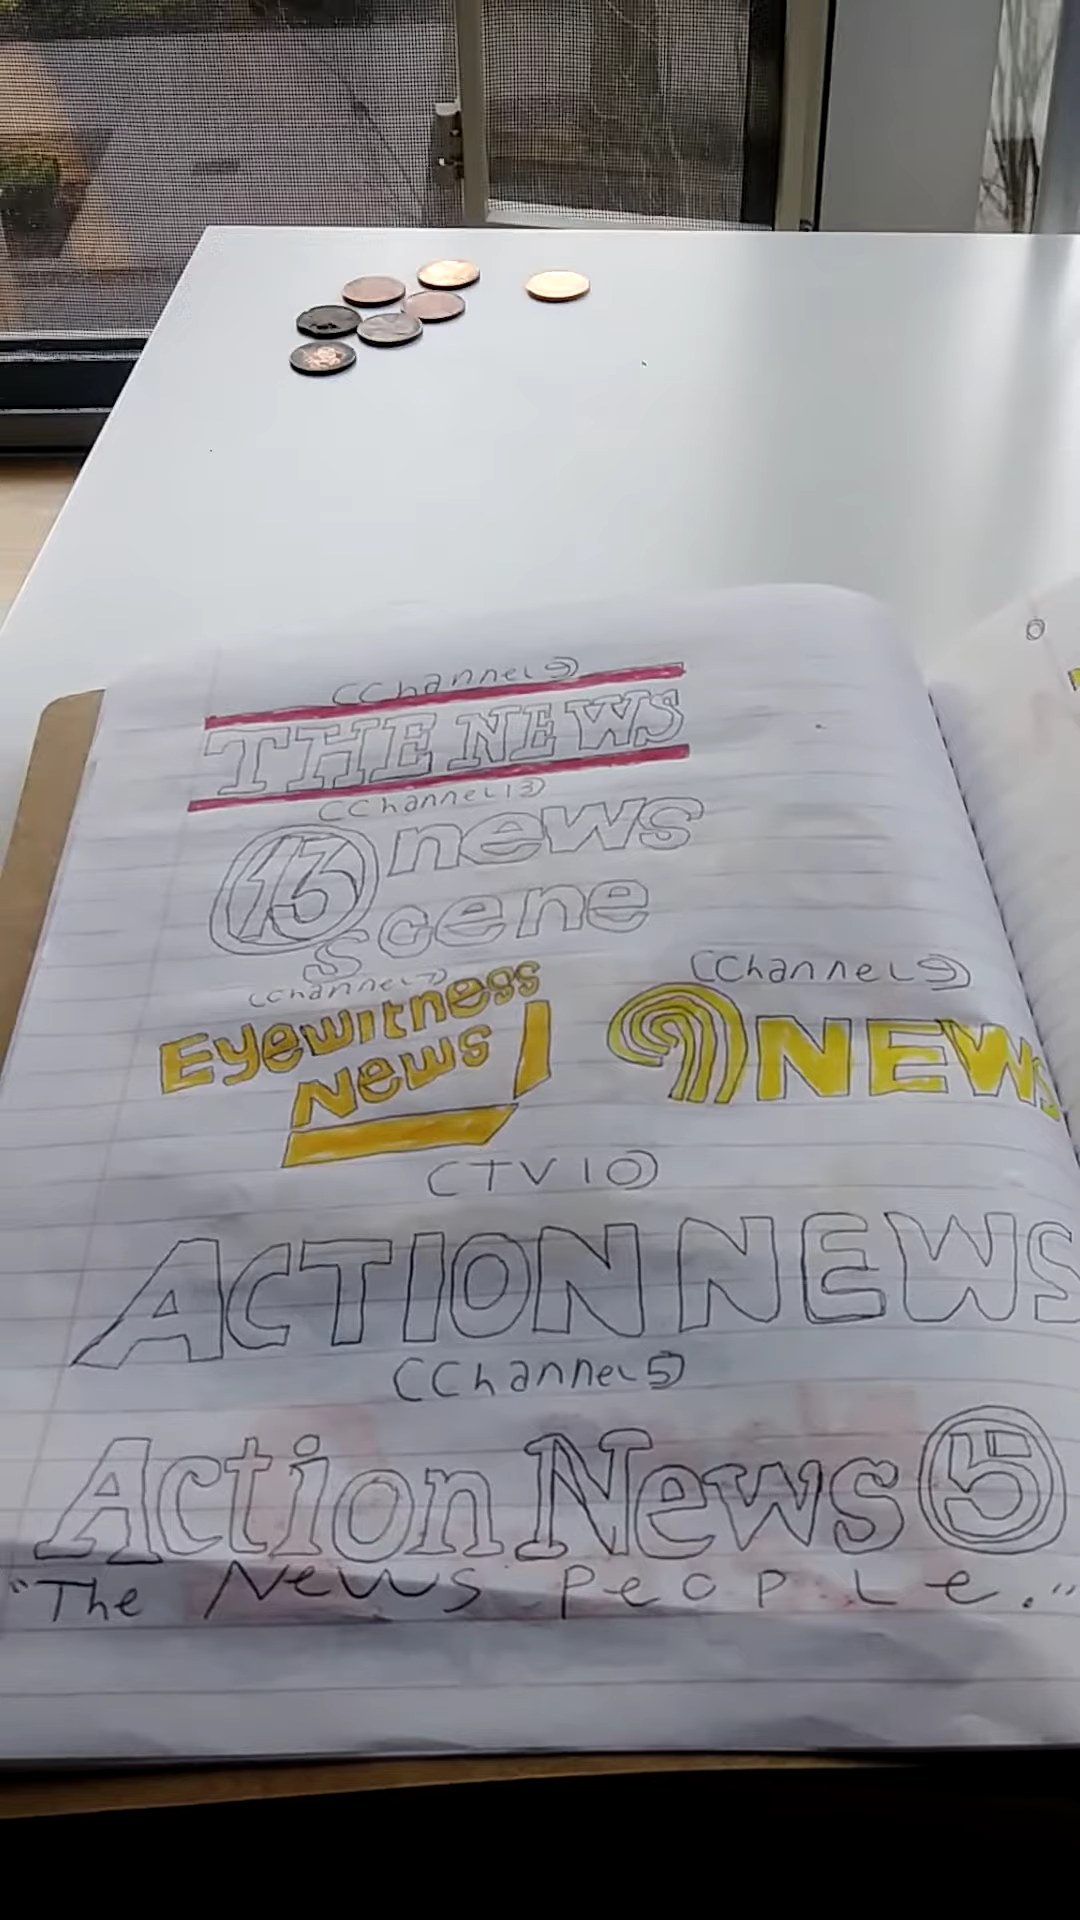 (Channel 9)
THE NEWS
(Channel 13)
13 news
scene
(Channel 7)
Eyewitness
News
(Channel 9)
9 NEWS
(TV 10)
ACTION NEWS
(Channel 5)
Action News 5
"The News People."